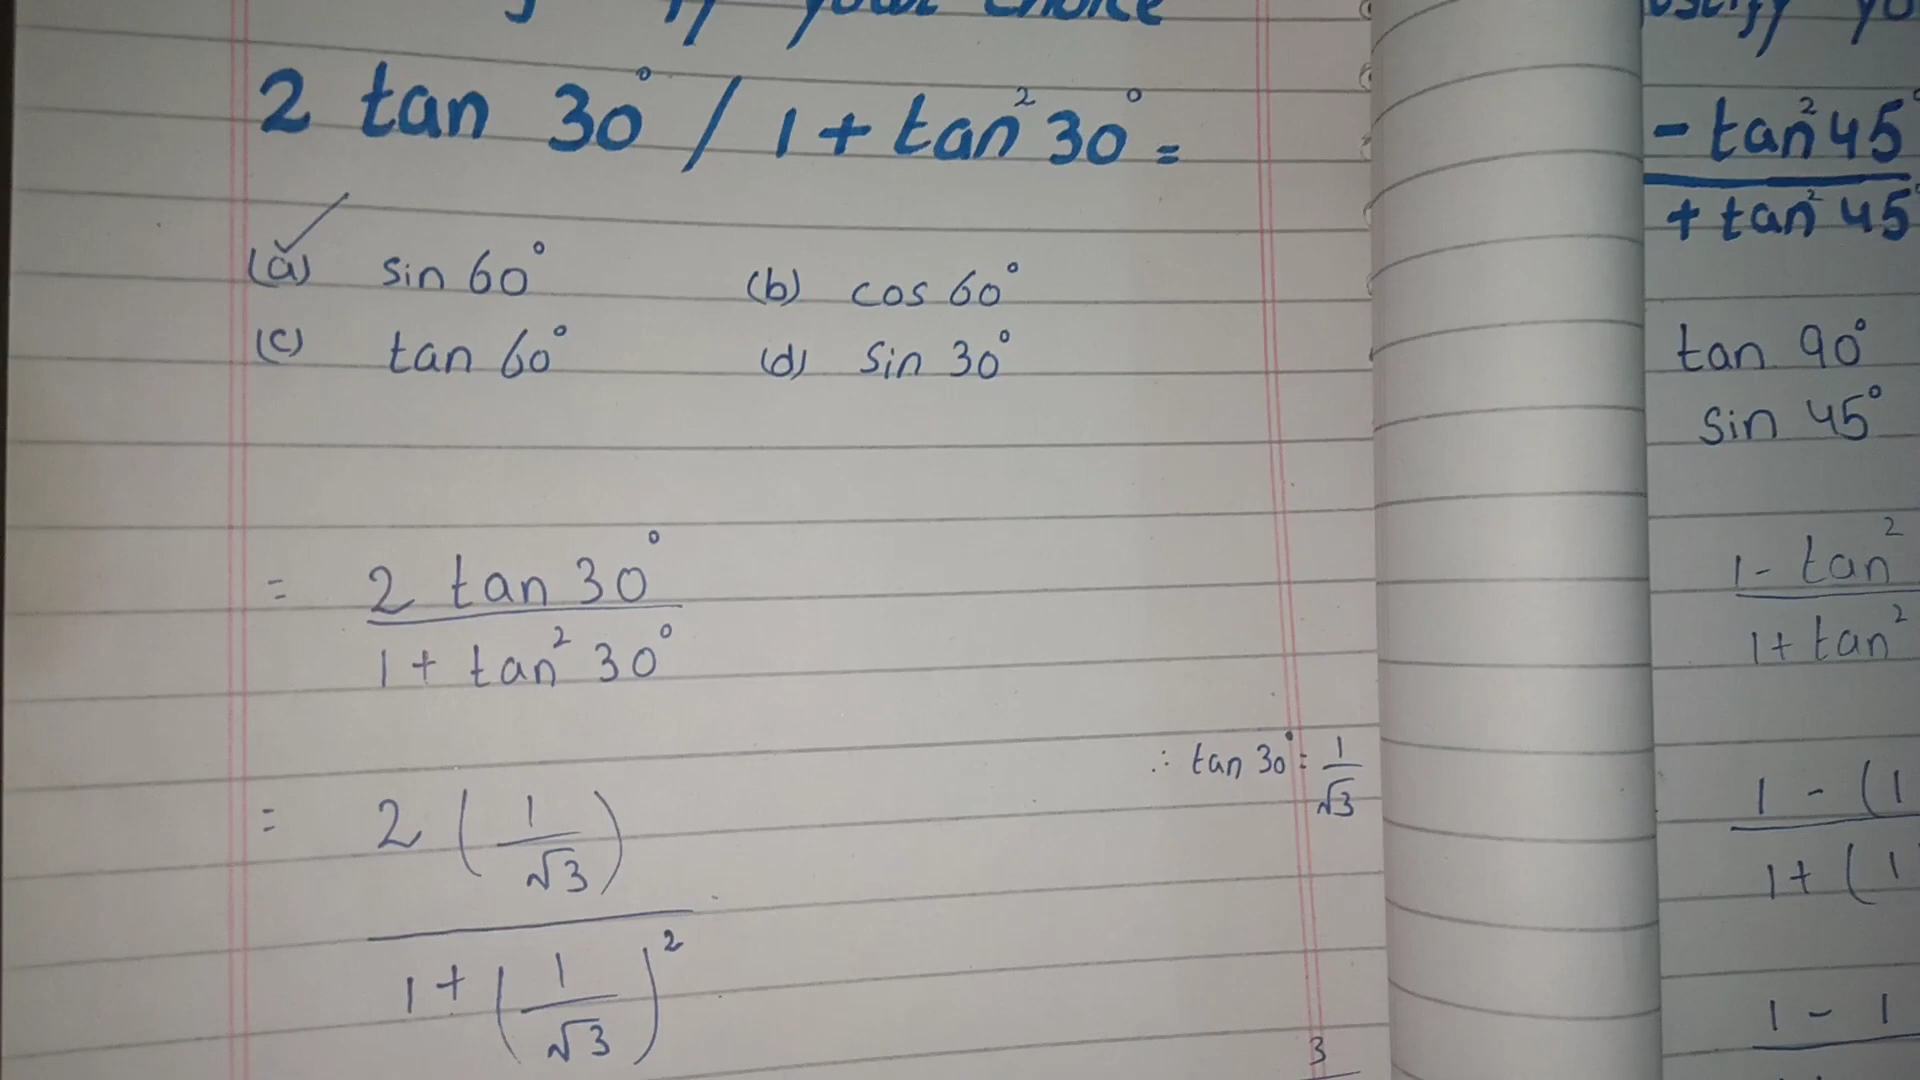 your choice
2 tan 30° / 1 + tan² 30° =
(a) sin 60° (b) cos 60°
(c) tan 60° (d) sin 30°
= 2 tan 30°
1 + tan² 30°
∴ tan 30° = 1
√3
= 2 ( 1
√3 )
1 + ( 1
√3 )²
3
- tan² 45°
+ tan² 45°
tan 90°
sin 45°
1 - tan²
1 + tan²
1 - (1
1 + (1
1 - 1